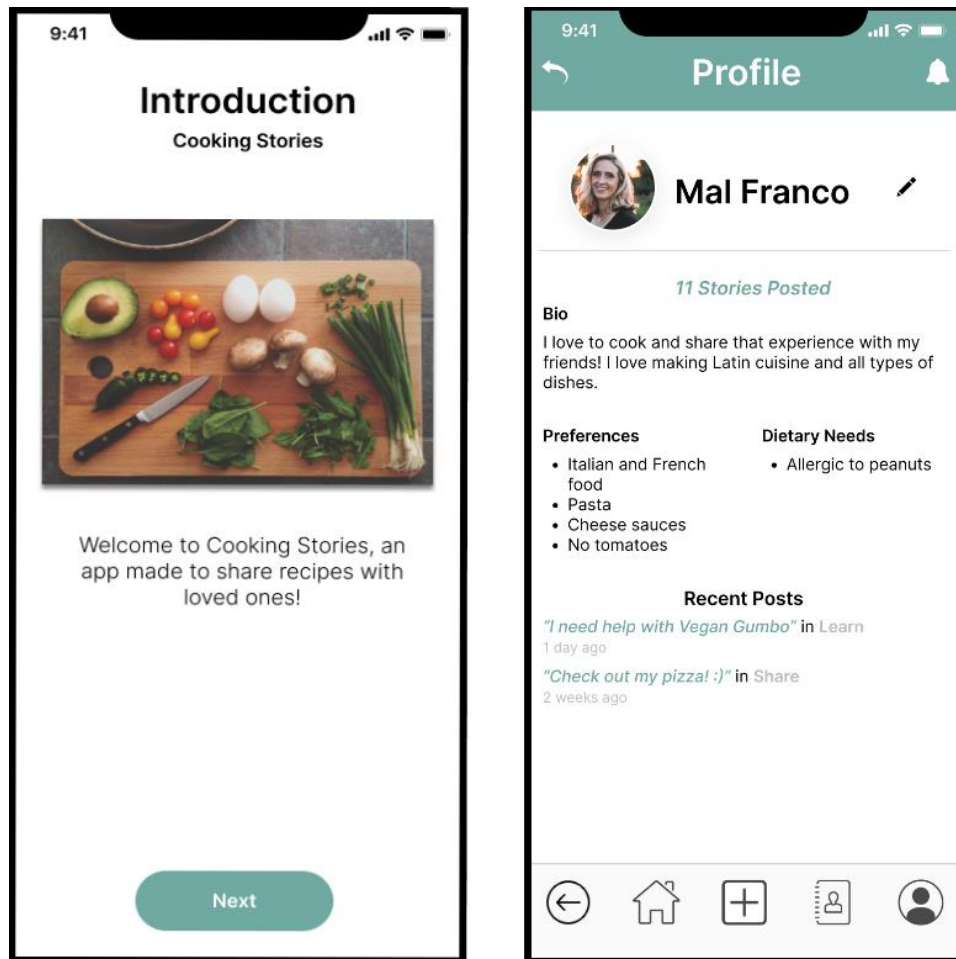 9:41
Introduction
Cooking Stories
Welcome to Cooking Stories, an
app made to share recipes with
loved ones!
Next
9:41
Profile
Mal Franco
11 Stories Posted
Bio
I love to cook and share that experience with my
friends! I love making Latin cuisine and all types of
dishes.
Preferences
• Italian and French
food
• Pasta
• Cheese sauces
• No tomatoes
Dietary Needs
• Allergic to peanuts
Recent Posts
"I need help with Vegan Gumbo" in Learn
1 day ago
"Check out my pizza! :)" in Share
2 weeks ago